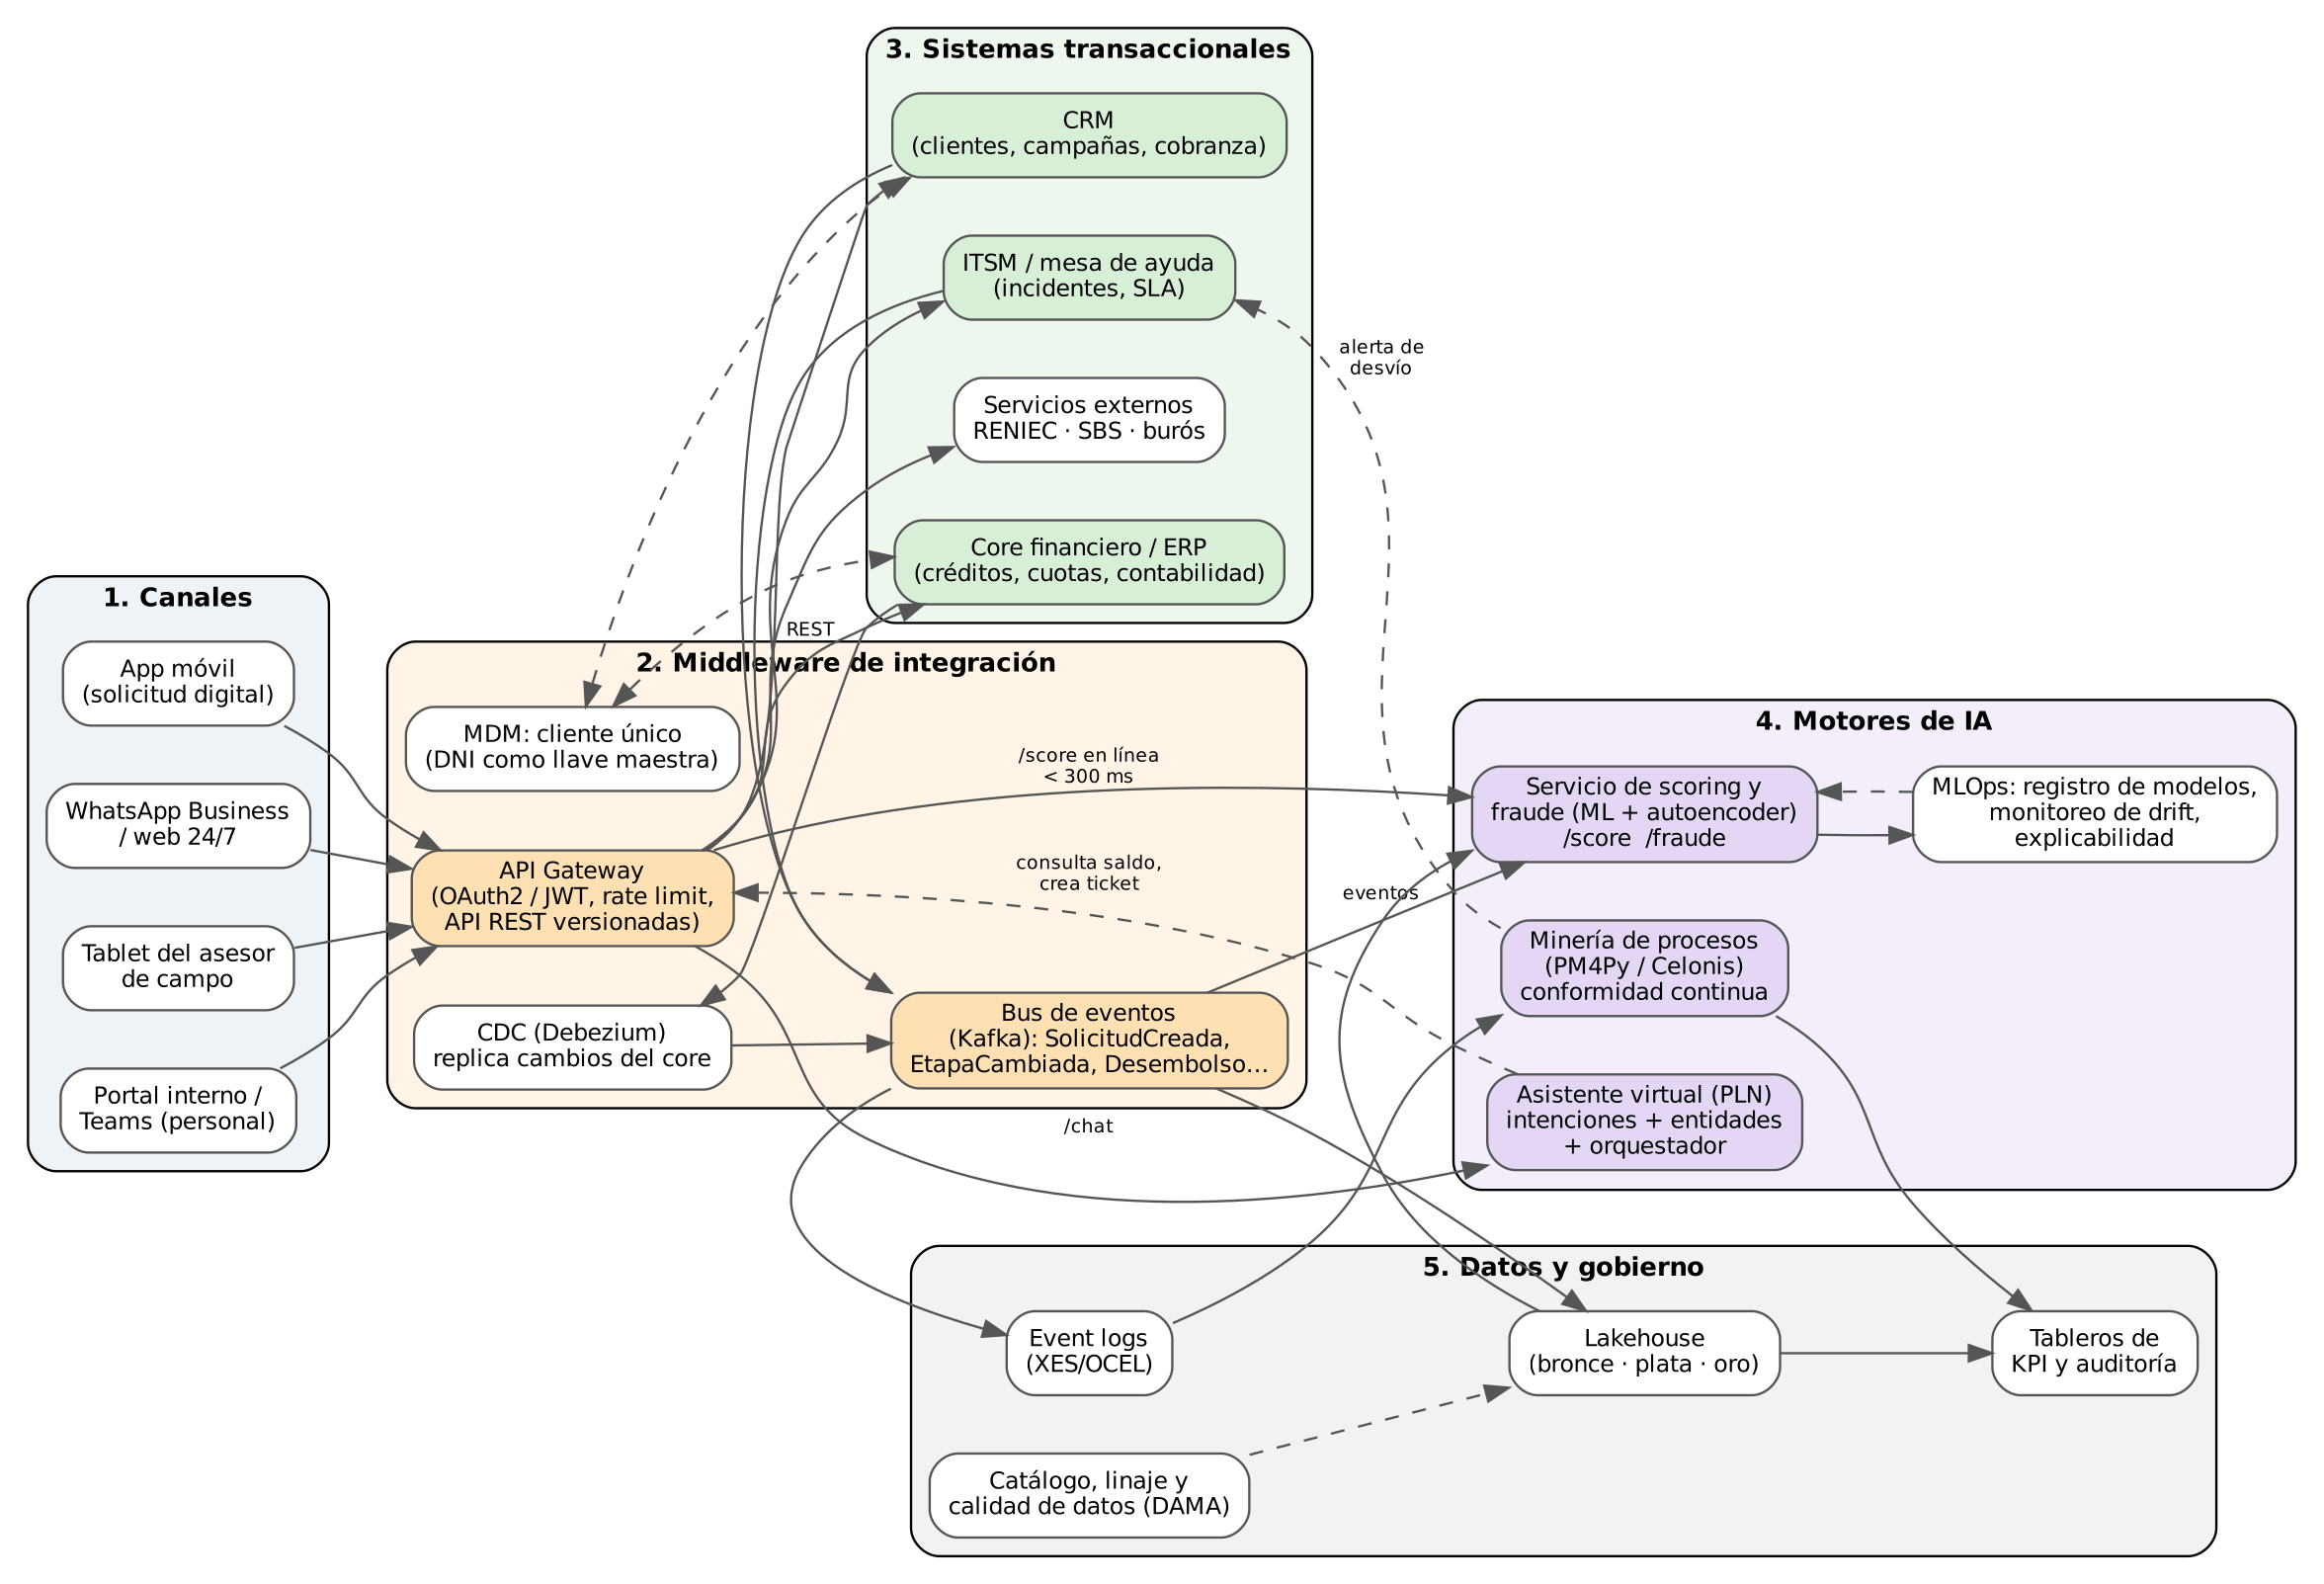 3. Sistemas transaccionales
CRM
(clientes, campañas, cobranza)
ITSM / mesa de ayuda
(incidentes, SLA)
alerta de
desvío
Servicios externos
RENIEC · SBS · burós
Core financiero / ERP
(créditos, cuotas, contabilidad)
1. Canales
App móvil
(solicitud digital)
WhatsApp Business
/ web 24/7
Tablet del asesor
de campo
Portal interno /
Teams (personal)
REST
2. Middleware de integración
MDM: cliente único
(DNI como llave maestra)
/score en línea
< 300 ms
API Gateway
(OAuth2 / JWT, rate limit,
API REST versionadas)
consulta saldo,
crea ticket
CDC (Debezium)
replica cambios del core
Bus de eventos
(Kafka): SolicitudCreada,
EtapaCambiada, Desembolso…
/chat
eventos
4. Motores de IA
Servicio de scoring y
fraude (ML + autoencoder)
/score  /fraude
MLOps: registro de modelos,
monitoreo de drift,
explicabilidad
Minería de procesos
(PM4Py / Celonis)
conformidad continua
Asistente virtual (PLN)
intenciones + entidades
+ orquestador
5. Datos y gobierno
Event logs
(XES/OCEL)
Lakehouse
(bronce · plata · oro)
Tableros de
KPI y auditoría
Catálogo, linaje y
calidad de datos (DAMA)